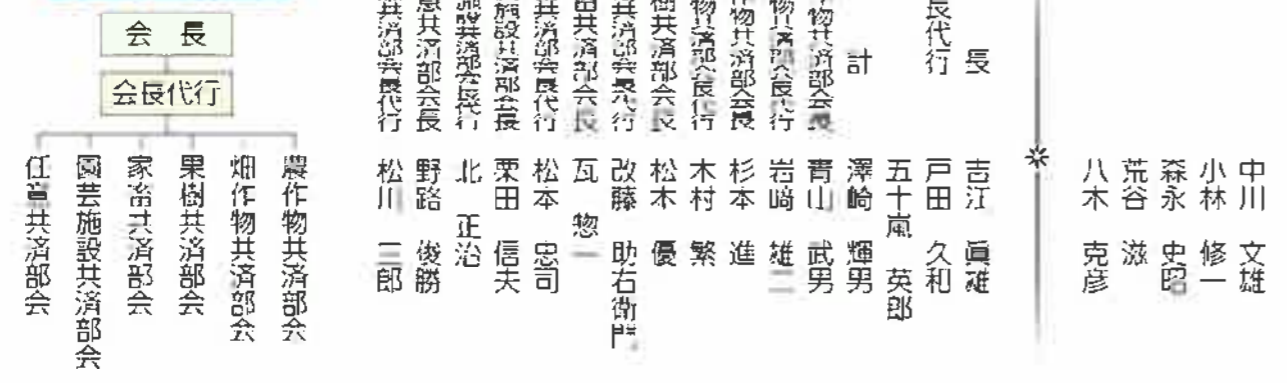 中川 文雄
小林 修一
森永 史昭
荒谷 滋
八木 克彦
長 吉江 眞雄
長代行 戸田 久和
五十嵐 英郎
計 澤崎 輝男
物共済部会長 青山 武男
物共済部会長代行 岩﨑 雄二
作物共済部会長 杉本 進
物共済部会長代行 木村 繁
樹共済部会長 松木 優
共済部会長代行 改藤 助右衛門
共済部会長 瓦 惣一
共済部会長代行 松本 忠司
施設共済部会長 栗田 信夫
施設共済部会長代行 北 正治
意共済部会長 野路 俊勝
共済部会長代行 松川 三郎
会長
会長代行
農作物共済部会
畑作物共済部会
果樹共済部会
家畜共済部会
園芸施設共済部会
任意共済部会